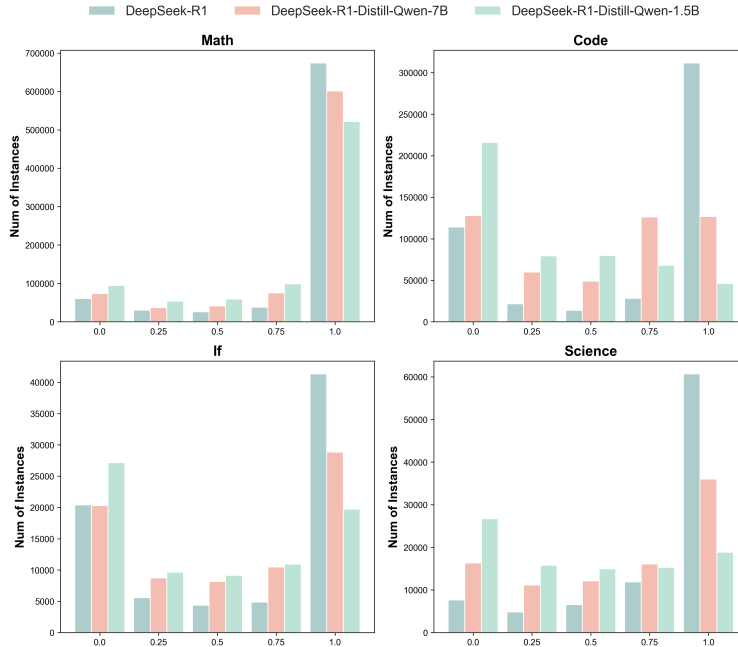 DeepSeek-R1 DeepSeek-R1-Distill-Qwen-7B DeepSeek-R1-Distill-Qwen-1.5B
Math
Num of Instances
700000
600000
500000
400000
300000
200000
100000
0
0.0 0.25 0.5 0.75 1.0
Code
Num of Instances
300000
250000
200000
150000
100000
50000
0
0.0 0.25 0.5 0.75 1.0
If
Num of Instances
40000
35000
30000
25000
20000
15000
10000
5000
0
0.0 0.25 0.5 0.75 1.0
Science
Num of Instances
60000
50000
40000
30000
20000
10000
0
0.0 0.25 0.5 0.75 1.0